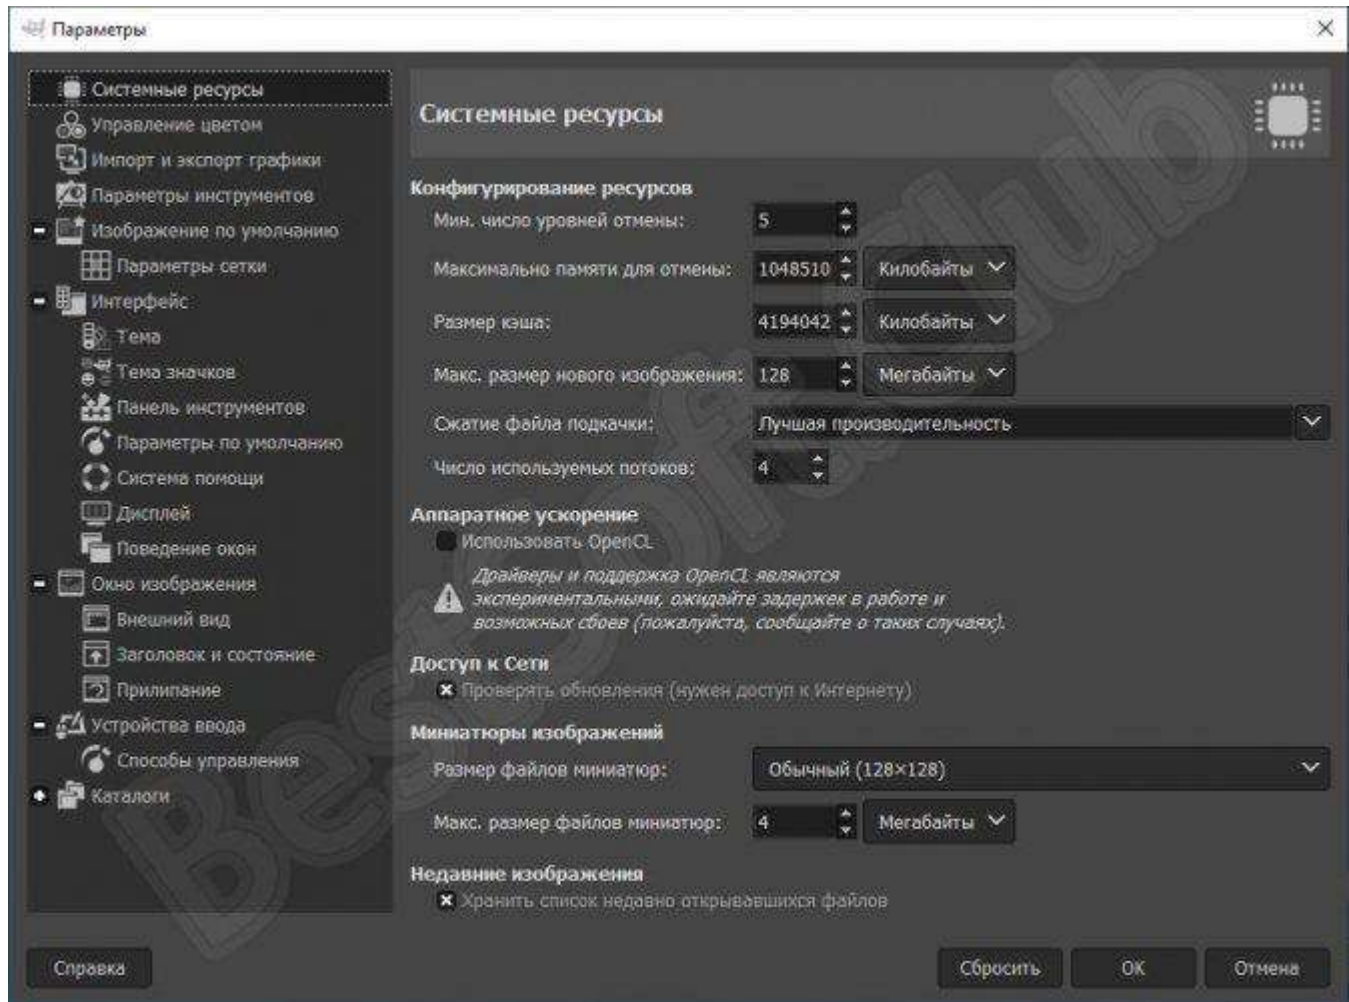 Параметры
Системные ресурсы
Управление цветом
Импорт и экспорт графики
Параметры инструментов
Изображение по умолчанию
Параметры сетки
Интерфейс
Тема
Тема значков
Панель инструментов
Параметры по умолчанию
Система помощи
Дисплей
Поведение окон
Окно изображения
Внешний вид
Заголовок и состояние
Прилипание
Устройства ввода
Способы управления
Каталоги
Системные ресурсы
Конфигурирование ресурсов
Мин. число уровней отмены: 5
Максимально памяти для отмены: 1048510 Килобайты
Размер кэша: 4194042 Килобайты
Макс. размер нового изображения: 128 Мегабайты
Сжатие файла подкачки: Лучшая производительность
Число используемых потоков: 4
Аппаратное ускорение
Использовать OpenCL
Драйверы и поддержка OpenCL являются
экспериментальными, ожидайте задержек в работе и
возможных сбоев (пожалуйста, сообщайте о таких случаях).
Доступ к Сети
Проверять обновления (нужен доступ к Интернету)
Миниатюры изображений
Размер файлов миниатюр: Обычный (128×128)
Макс. размер файлов миниатюр: 4 Мегабайты
Недавние изображения
Хранить список недавно открывавшихся файлов
Справка Сбросить OK Отмена
BestSoft.Club